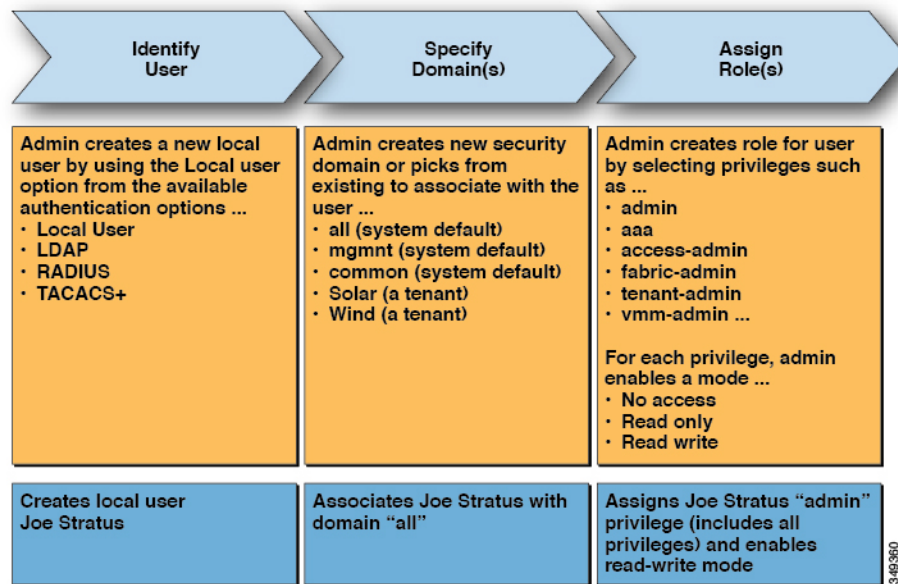 Identify
User
Specify
Domain(s)
Assign
Role(s)
Admin creates a new local
user by using the Local user
option from the available
authentication options ...
• Local User
• LDAP
• RADIUS
• TACACS+
Admin creates new security
domain or picks from
existing to associate with the
user ...
• all (system default)
• mgmnt (system default)
• common (system default)
• Solar (a tenant)
• Wind (a tenant)
Admin creates role for user
by selecting privileges such
as ...
• admin
• aaa
• access-admin
• fabric-admin
• tenant-admin
• vmm-admin ...
For each privilege, admin
enables a mode ...
• No access
• Read only
• Read write
Creates local user
Joe Stratus
Associates Joe Stratus with
domain “all”
Assigns Joe Stratus “admin”
privilege (includes all
privileges) and enables
read-write mode
349360